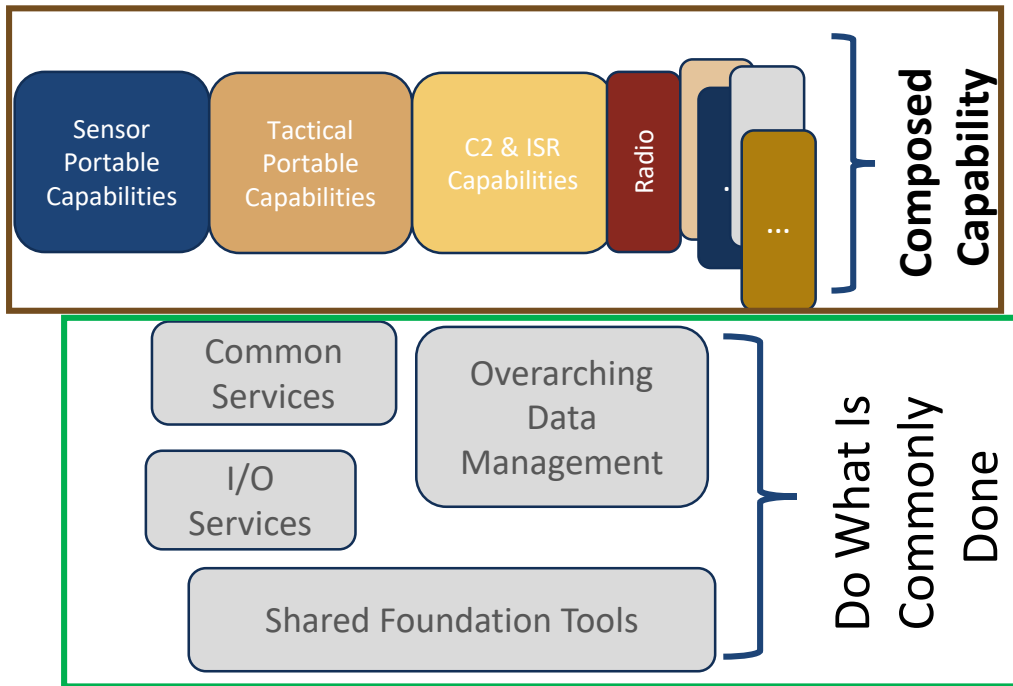 Sensor
Portable
Capabilities
Tactical
Portable
Capabilities
C2 & ISR
Capabilities
Radio
.
...
Composed
Capability
Common
Services
Overarching
Data
Management
I/O
Services
Shared Foundation Tools
Do What Is
Commonly
Done